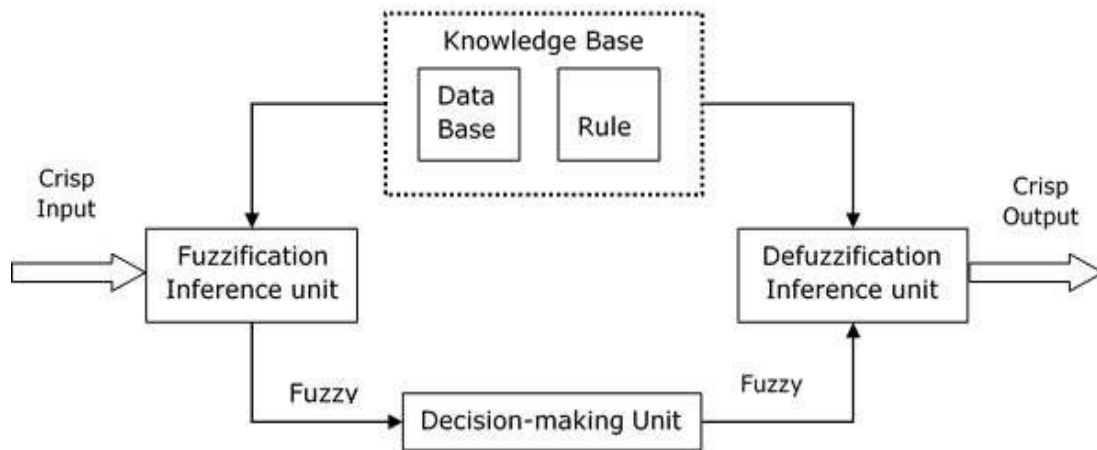 Knowledge Base
Data
Base
Rule
Crisp
Input
Crisp
Output
Fuzzification
Inference unit
Defuzzification
Inference unit
Fuzzy
Fuzzy
Decision-making Unit